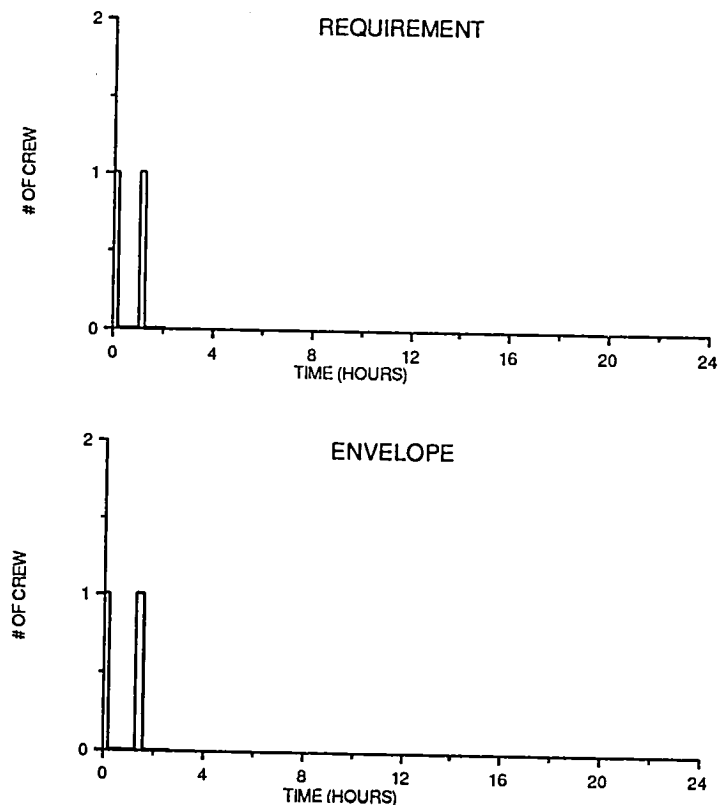 REQUIREMENT
2
1
0
# OF CREW
0 4 8 12 16 20 24
TIME (HOURS)
ENVELOPE
2
1
0
# OF CREW
0 4 8 12 16 20 24
TIME (HOURS)